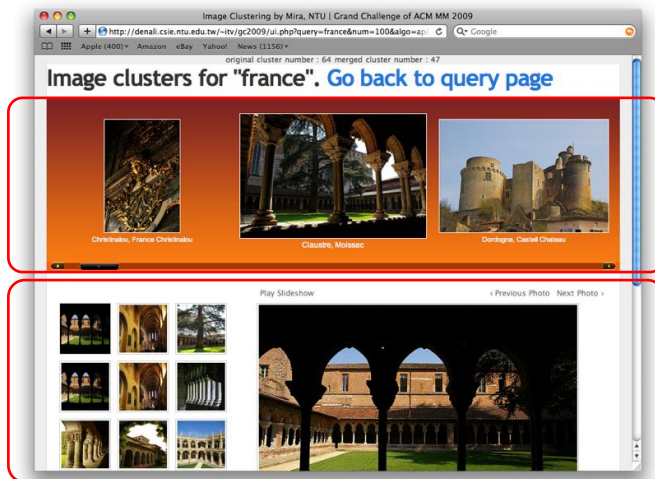 Image Clustering by Mira, NTU | Grand Challenge of ACM MM 2009
http://denali.csie.ntu.edu.tw/~itv/gc2009/ui.php?query=france&num=100&algo=ap
Google
Apple (400) Amazon eBay Yahoo! News (1156)
original cluster number : 64 merged cluster number : 47
Image clusters for "france". Go back to query page
Christinalou, France Christinalou
Claustre, Moissac
Dordogne, Castell Chateau
Play Slideshow
‹ Previous Photo Next Photo ›